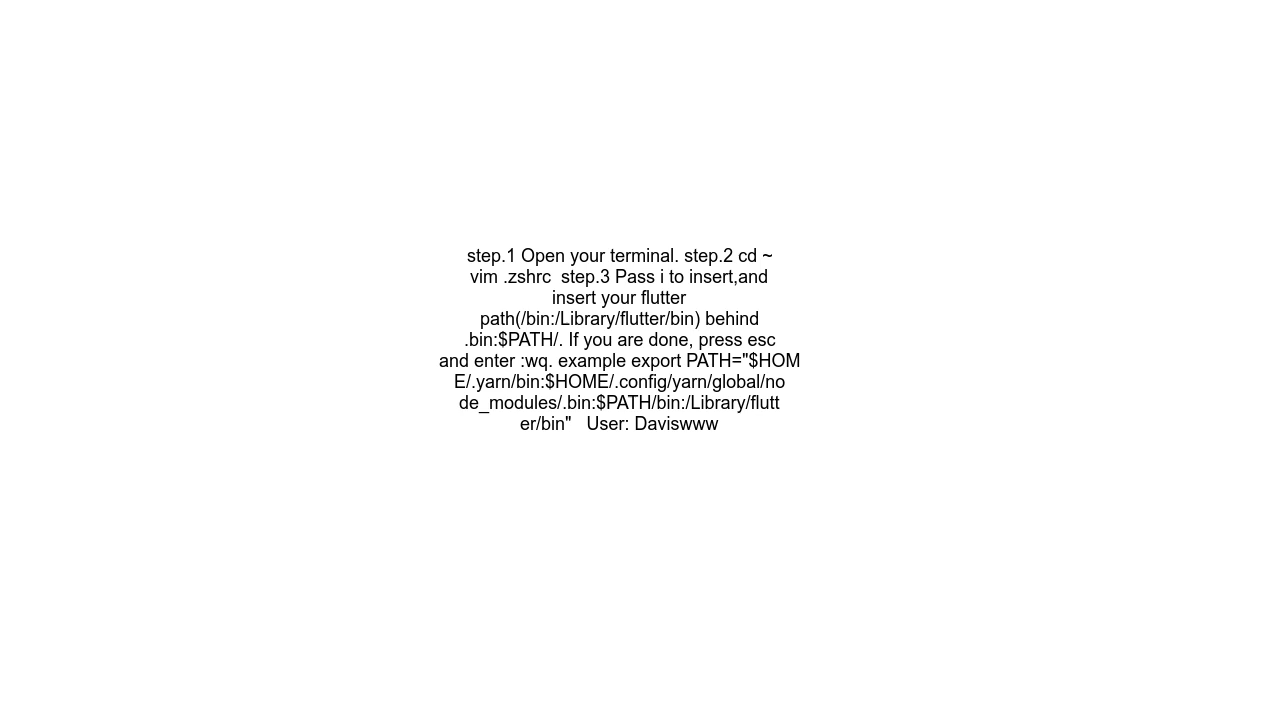 step.1 Open your terminal. step.2 cd ~
vim .zshrc  step.3 Pass i to insert,and
insert your flutter
path(/bin:/Library/flutter/bin) behind
.bin:$PATH/. If you are done, press esc
and enter :wq. example export PATH="$HOM
E/.yarn/bin:$HOME/.config/yarn/global/no
de_modules/.bin:$PATH/bin:/Library/flutt
er/bin"   User: Daviswww